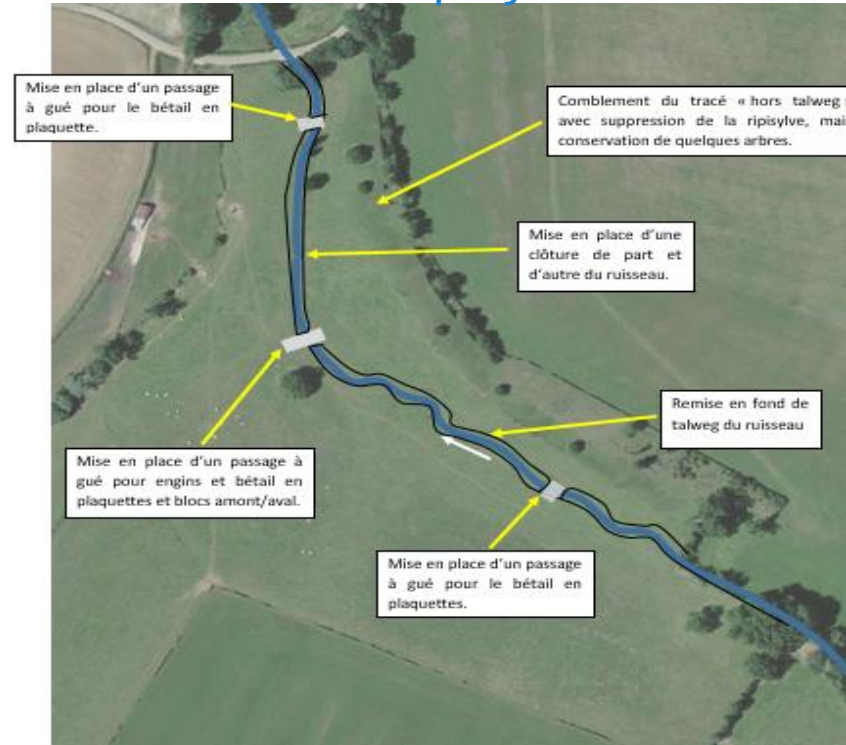 Mise en place d'un passage
à gué pour le bétail en
plaquette.
Comblement du tracé « hors talweg »
avec suppression de la ripisylve, mais
conservation de quelques arbres.
Mise en place d'une
clôture de part et
d'autre du ruisseau.
Remise en fond de
talweg du ruisseau
Mise en place d'un passage à
gué pour engins et bétail en
plaquettes et blocs amont/aval.
Mise en place d'un passage
à gué pour le bétail en
plaquettes.